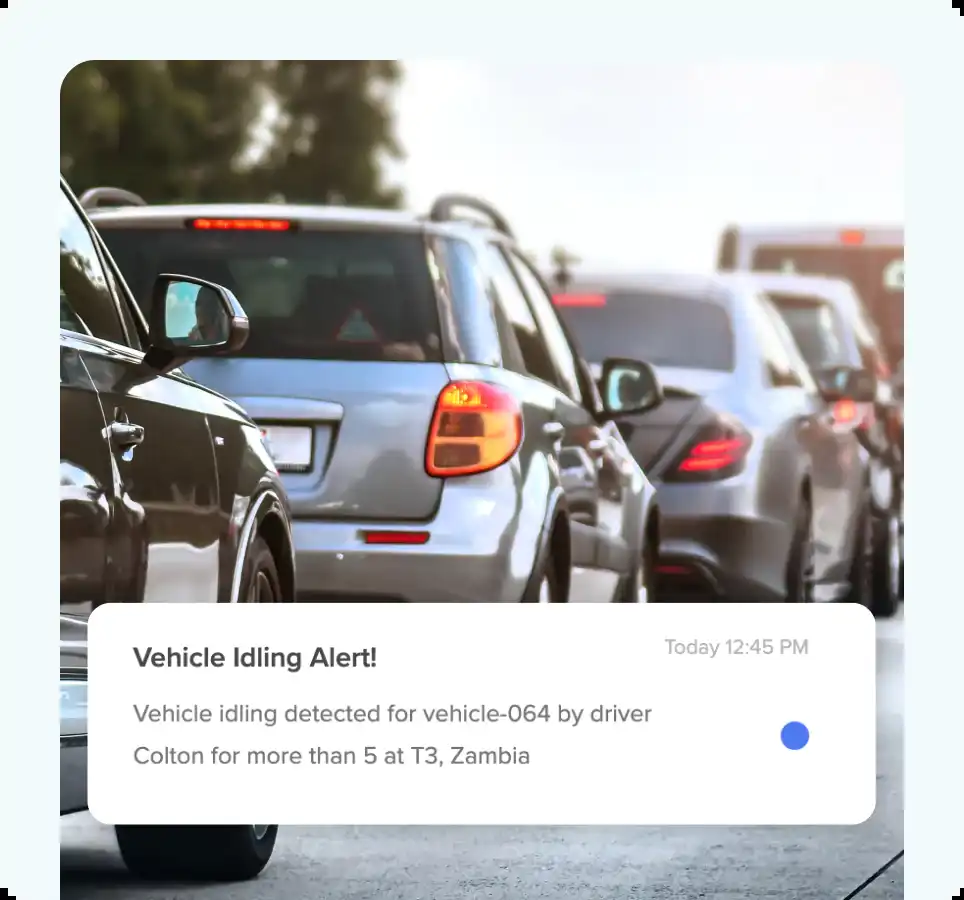 Vehicle Idling Alert!
Today 12:45 PM
Vehicle idling detected for vehicle-064 by driver
Colton for more than 5 at T3, Zambia